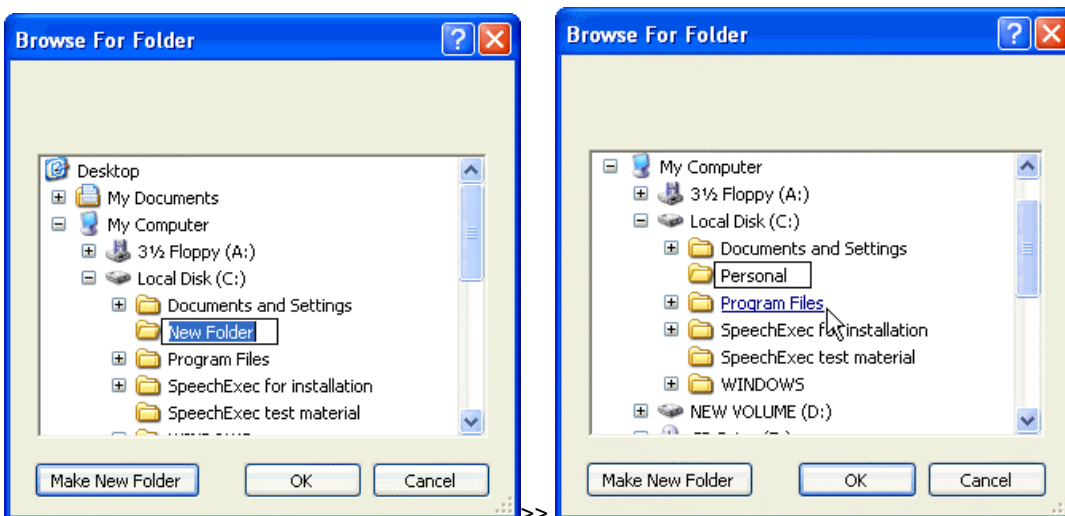 Browse For Folder
Desktop
My Documents
My Computer
3½ Floppy (A:)
Local Disk (C:)
Documents and Settings
New Folder
Program Files
SpeechExec for installation
SpeechExec test material
Make New Folder
OK
Cancel
>>
Browse For Folder
My Computer
3½ Floppy (A:)
Local Disk (C:)
Documents and Settings
Personal
Program Files
SpeechExec for installation
SpeechExec test material
WINDOWS
NEW VOLUME (D:)
Make New Folder
OK
Cancel